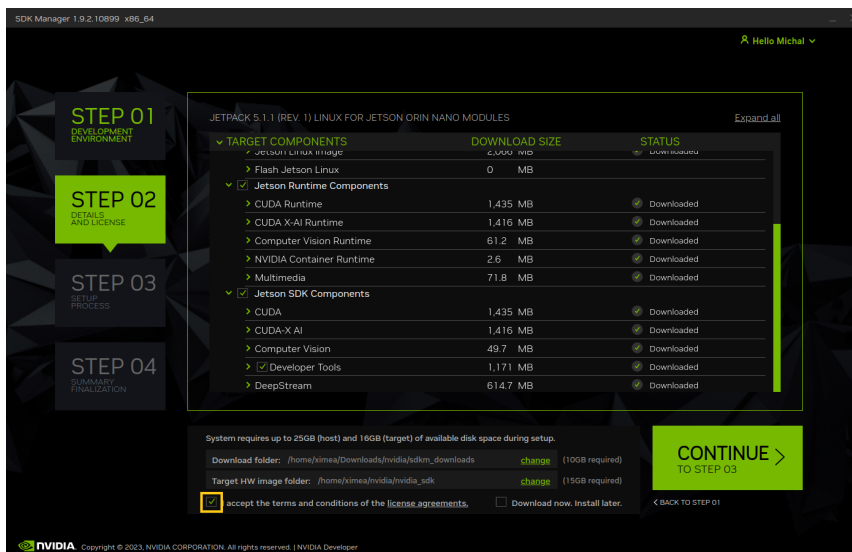 SDK Manager 1.9.2.10899 x86_64
Hello Michal
STEP 01
DEVELOPMENT
ENVIRONMENT
STEP 02
DETAILS
AND LICENSE
STEP 03
SETUP
PROCESS
STEP 04
SUMMARY
FINALIZATION
JETPACK 5.1.1 (REV. 1) LINUX FOR JETSON ORIN NANO MODULES Expand all
TARGET COMPONENTS DOWNLOAD SIZE STATUS
Jetson Linux image 2,066 MB Downloaded
Flash Jetson Linux 0 MB
Jetson Runtime Components
CUDA Runtime 1,435 MB Downloaded
CUDA X-AI Runtime 1,416 MB Downloaded
Computer Vision Runtime 61.2 MB Downloaded
NVIDIA Container Runtime 2.6 MB Downloaded
Multimedia 71.8 MB Downloaded
Jetson SDK Components
CUDA 1,435 MB Downloaded
CUDA-X AI 1,416 MB Downloaded
Computer Vision 49.7 MB Downloaded
Developer Tools 1,171 MB Downloaded
DeepStream 614.7 MB Downloaded
System requires up to 25GB (host) and 16GB (target) of available disk space during setup.
Download folder: /home/ximea/Downloads/nvidia/sdkm_downloads change (10GB required)
Target HW image folder: /home/ximea/nvidia/nvidia_sdk change (15GB required)
I accept the terms and conditions of the license agreements. Download now. Install later.
CONTINUE
TO STEP 03
< BACK TO STEP 01
NVIDIA. Copyright © 2023, NVIDIA CORPORATION. All rights reserved. | NVIDIA Developer